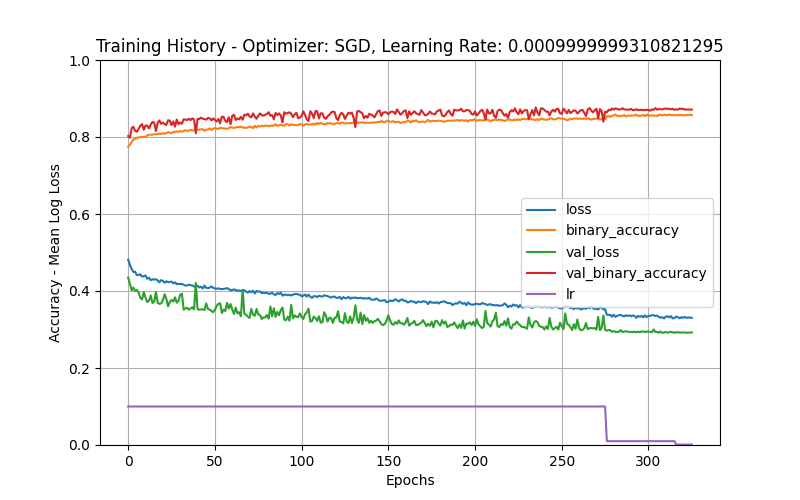 Training History - Optimizer: SGD, Learning Rate: 0.0009999999310821295
1.0
0.8
0.6
0.4
0.2
0.0
Accuracy - Mean Log Loss
loss
binary_accuracy
val_loss
val_binary_accuracy
lr
0 50 100 150 200 250 300
Epochs